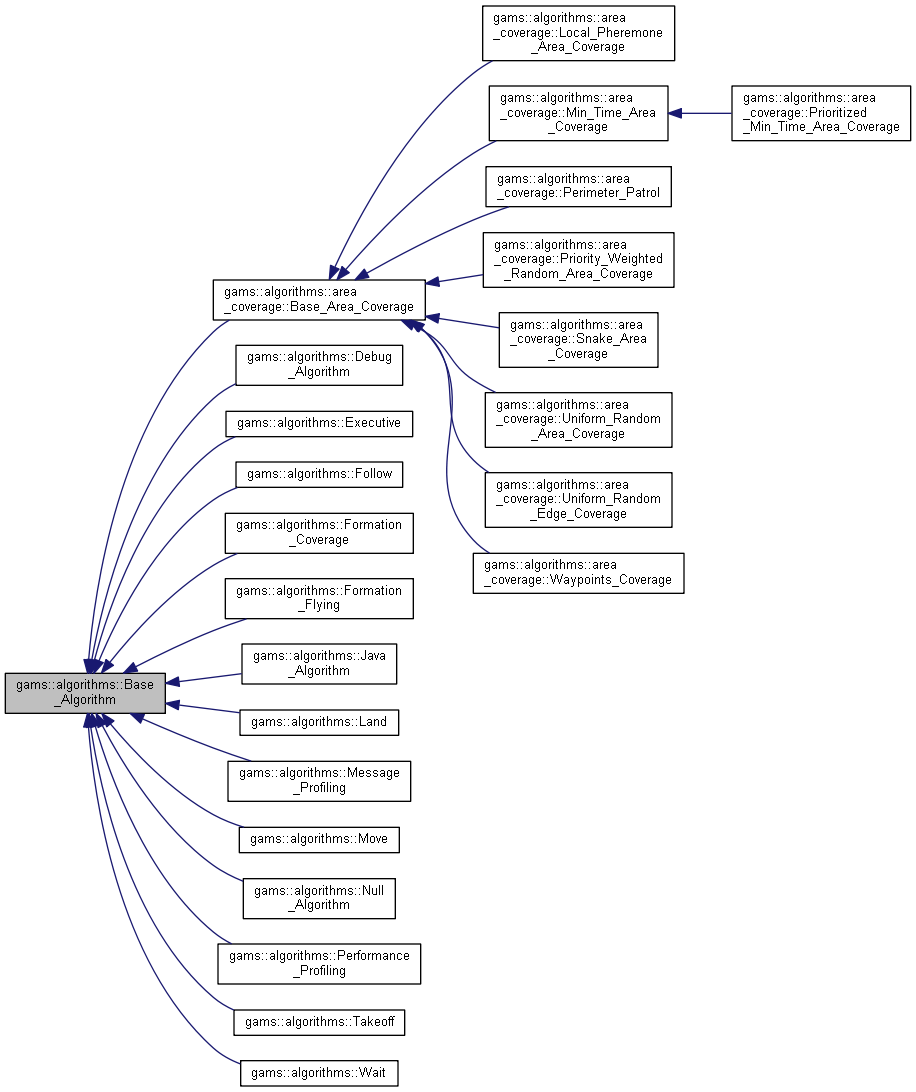 gams::algorithms::area
_coverage::Local_Pheremone
_Area_Coverage
gams::algorithms::area
_coverage::Min_Time_Area
_Coverage
gams::algorithms::area
_coverage::Prioritized
_Min_Time_Area_Coverage
gams::algorithms::area
_coverage::Perimeter_Patrol
gams::algorithms::area
_coverage::Priority_Weighted
_Random_Area_Coverage
gams::algorithms::area
_coverage::Base_Area_Coverage
gams::algorithms::area
_coverage::Snake_Area
_Coverage
gams::algorithms::Debug
_Algorithm
gams::algorithms::area
_coverage::Uniform_Random
_Area_Coverage
gams::algorithms::Executive
gams::algorithms::Follow
gams::algorithms::area
_coverage::Uniform_Random
_Edge_Coverage
gams::algorithms::Formation
_Coverage
gams::algorithms::area
_coverage::Waypoints_Coverage
gams::algorithms::Formation
_Flying
gams::algorithms::Java
_Algorithm
gams::algorithms::Base
_Algorithm
gams::algorithms::Land
gams::algorithms::Message
_Profiling
gams::algorithms::Move
gams::algorithms::Null
_Algorithm
gams::algorithms::Performance
_Profiling
gams::algorithms::Takeoff
gams::algorithms::Wait